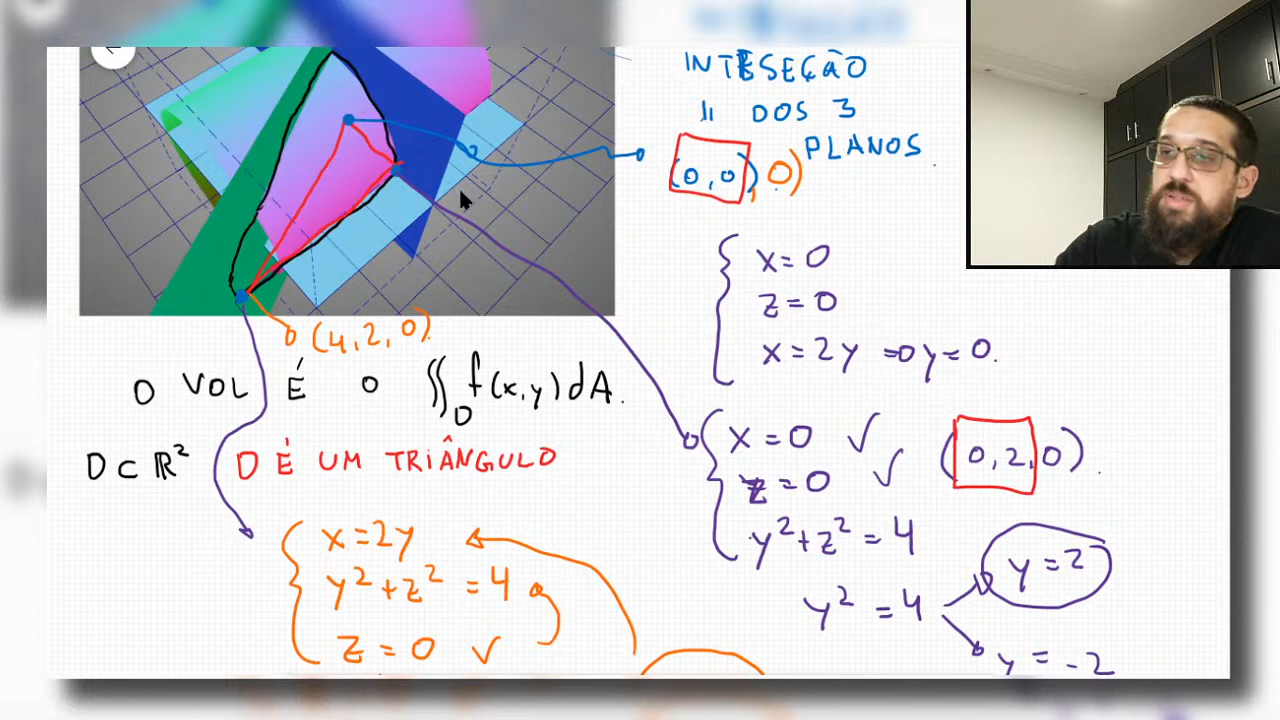 INTESEÇÃO
DOS 3
PLANOS
(0,0),0)
x=0
z=0
x=2y ⇒ y=0.
(4,2,0)
O VOL É O ∬_D f(x,y)dA.
D⊂ℝ² D É UM TRIÂNGULO
x=0 ✓ (0,2,0).
z=0 ✓
y²+z²=4
y=2
y²=4
y=-2
x=2y
y²+z²=4
z=0 ✓